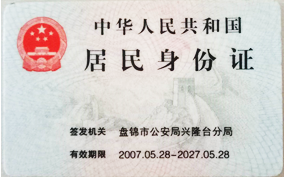 中华人民共和国
居民身份证
签发机关 盘锦市公安局兴隆台分局
有效期限 2007.05.28-2027.05.28